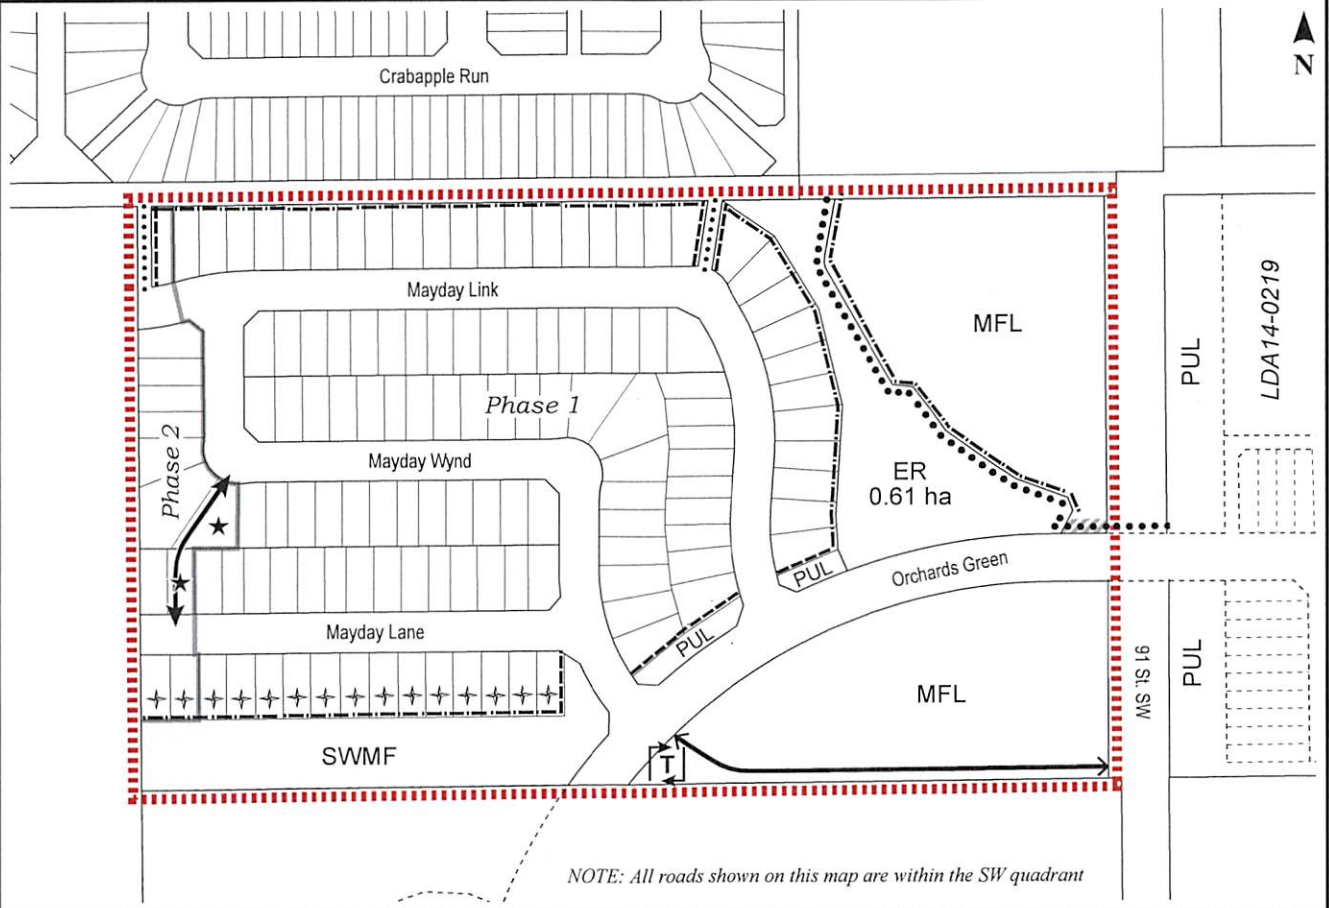 N
Crabapple Run
Mayday Link
MFL
PUL
LDA14-0219
Phase 1
Phase 2
Mayday Wynd
ER
0.61 ha
Orchards Green
PUL
Mayday Lane
PUL
91 St. SW
PUL
MFL
SWMF
T
NOTE: All roads shown on this map are within the SW quadrant